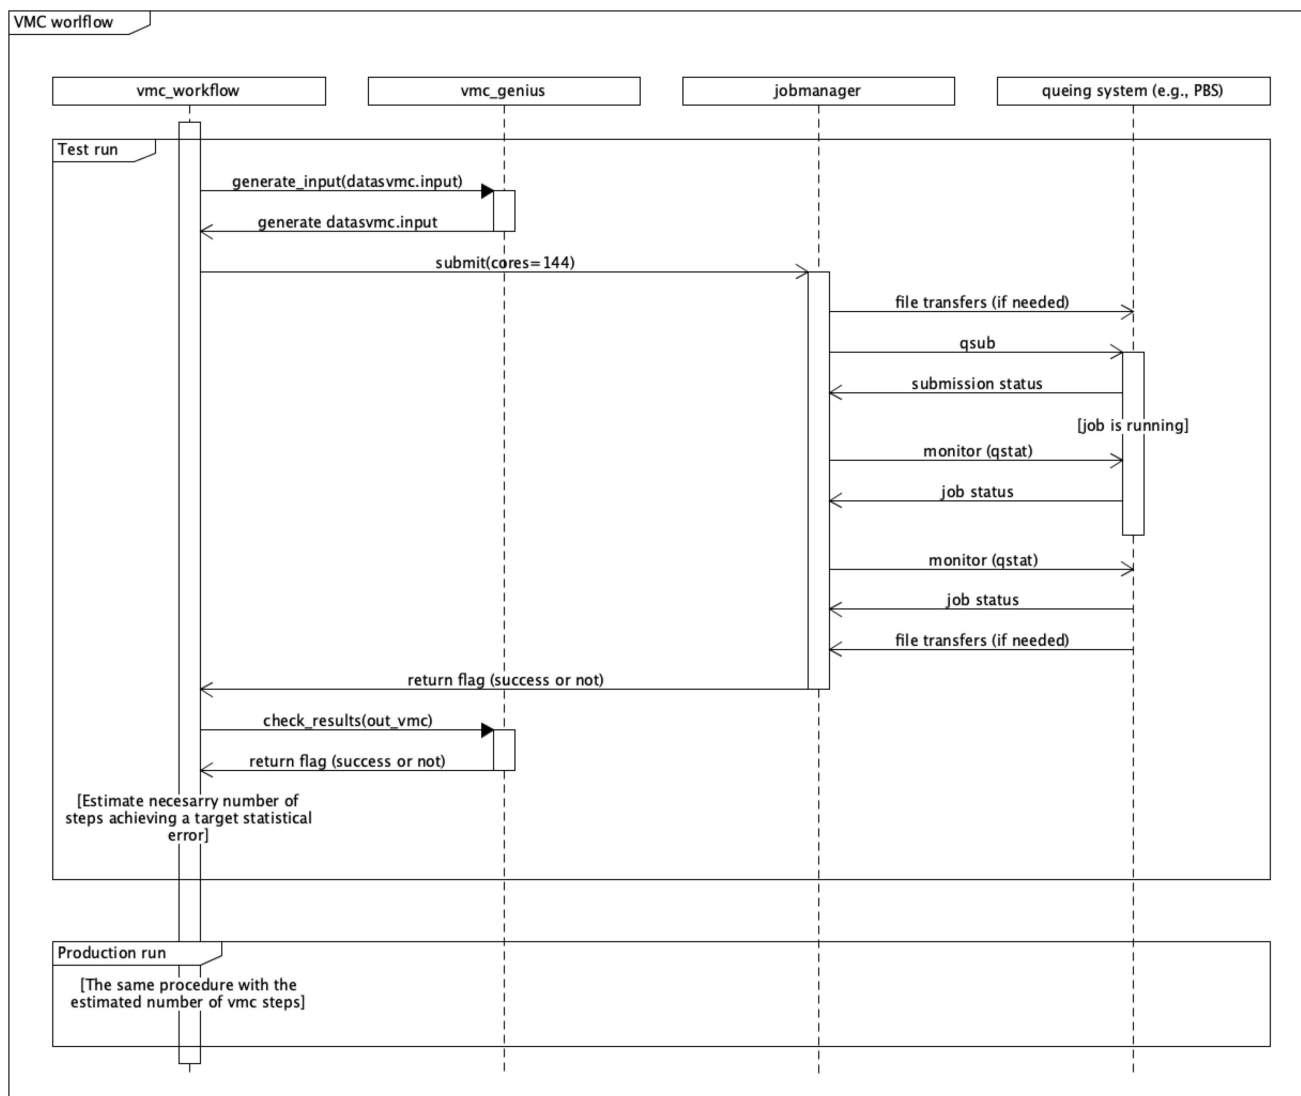 VMC worlflow
vmc_workflow
vmc_genius
jobmanager
queing system (e.g., PBS)
Test run
generate_input(datasvmc.input)
generate datasvmc.input
submit(cores=144)
file transfers (if needed)
qsub
submission status
[job is running]
monitor (qstat)
job status
monitor (qstat)
job status
file transfers (if needed)
return flag (success or not)
check_results(out_vmc)
return flag (success or not)
[Estimate necesarry number of
steps achieving a target statistical
error]
Production run
[The same procedure with the
estimated number of vmc steps]